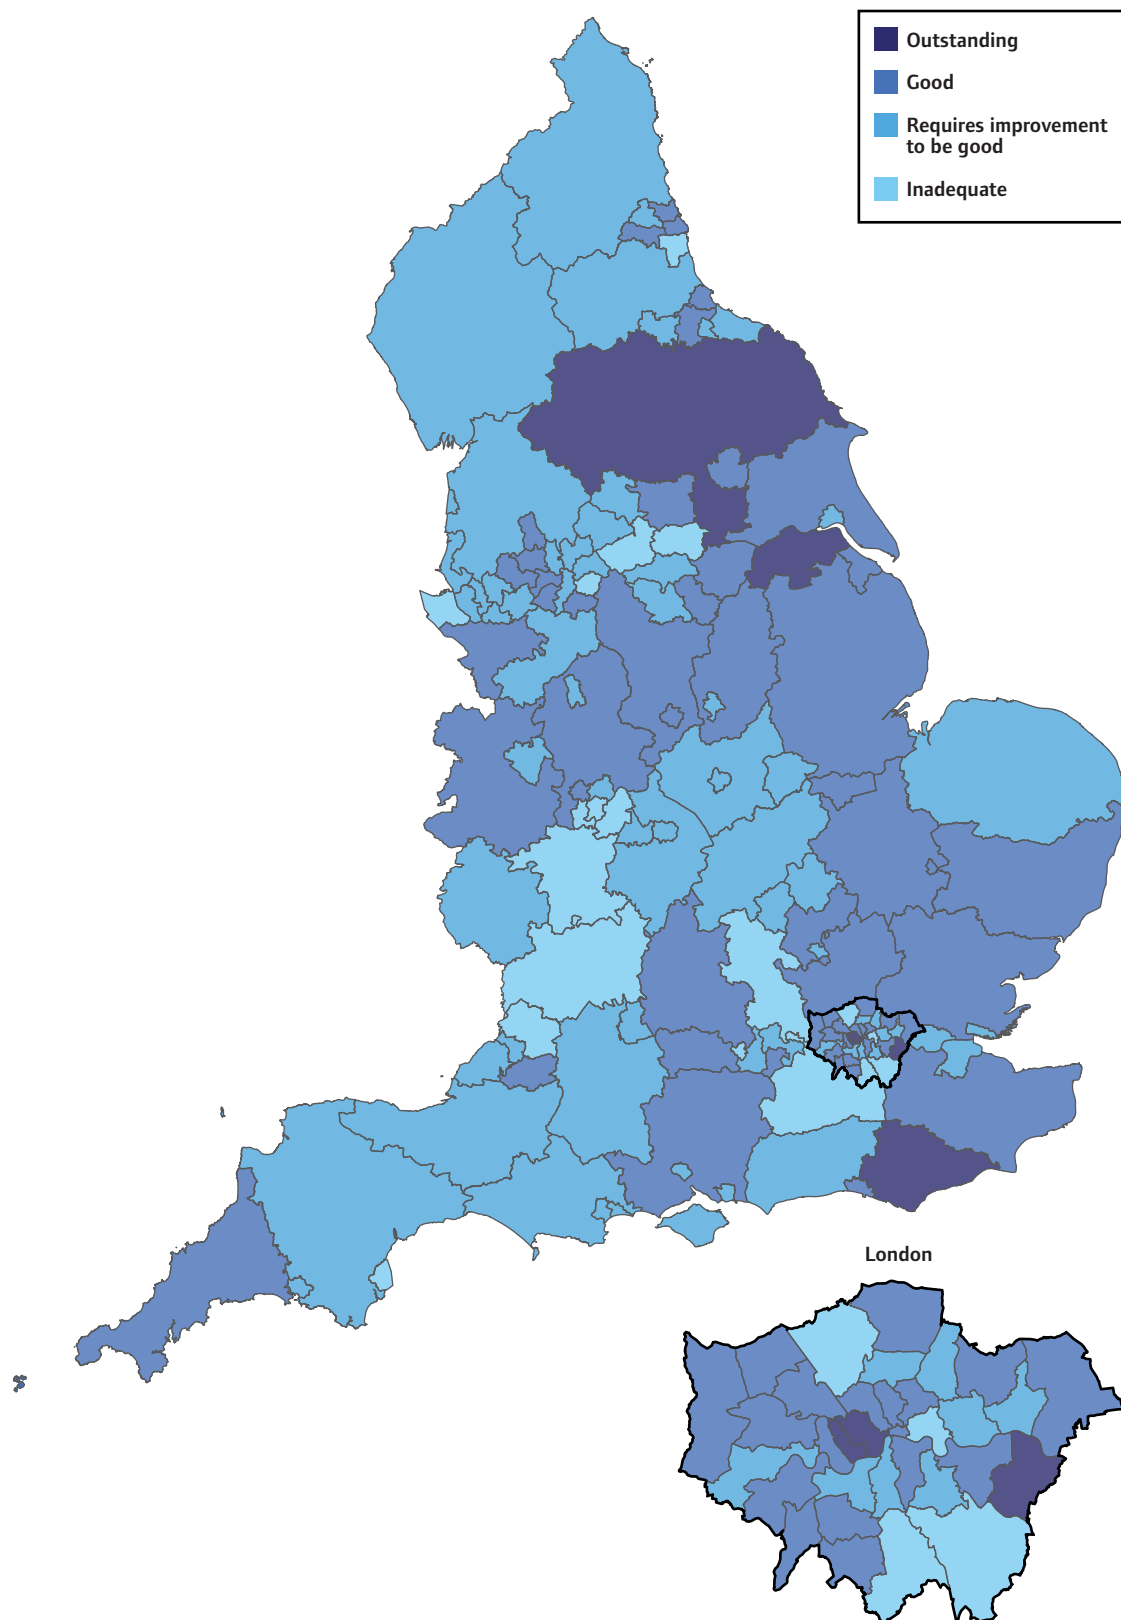 Outstanding
Good
Requires improvement
to be good
Inadequate
London